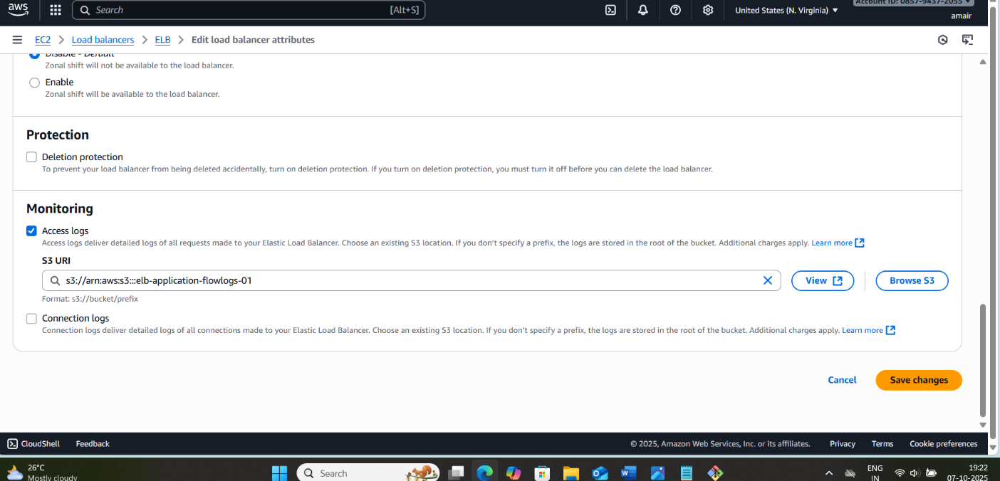 aws
Search
[Alt+S]
United States (N. Virginia)
Account ID: 0857-9437-2055
amair
EC2
Load balancers
ELB
Edit load balancer attributes
Disable - Default
Zonal shift will not be available to the load balancer.
Enable
Zonal shift will be available to the load balancer.
Protection
Deletion protection
To prevent your load balancer from being deleted accidentally, turn on deletion protection. If you turn on deletion protection, you must turn it off before you can delete the load balancer.
Monitoring
Access logs
Access logs deliver detailed logs of all requests made to your Elastic Load Balancer. Choose an existing S3 location. If you don't specify a prefix, the logs are stored in the root of the bucket. Additional charges apply. Learn more
S3 URI
s3://arn:aws:s3:::elb-application-flowlogs-01
View
Browse S3
Format: s3://bucket/prefix
Connection logs
Connection logs deliver detailed logs of all connections made to your Elastic Load Balancer. Choose an existing S3 location. If you don't specify a prefix, the logs are stored in the root of the bucket. Additional charges apply. Learn more
Cancel
Save changes
CloudShell
Feedback
© 2025, Amazon Web Services, Inc. or its affiliates.
Privacy
Terms
Cookie preferences
26°C
Mostly cloudy
Search
ENG
IN
19:22
07-10-2025